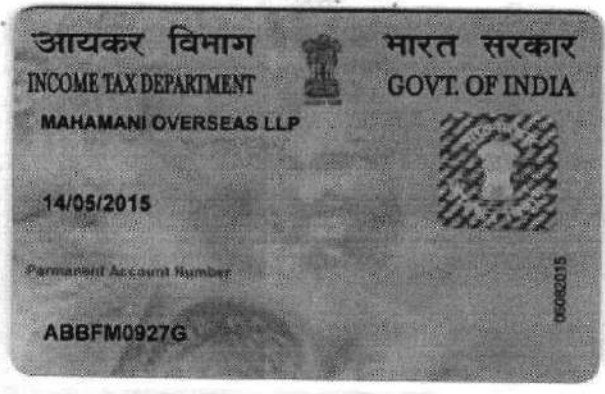 आयकर विभाग
भारत सरकार
INCOME TAX DEPARTMENT
GOVT. OF INDIA
MAHAMANI OVERSEAS LLP
14/05/2015
Permanent Account Number
ABBFM0927G
06082015